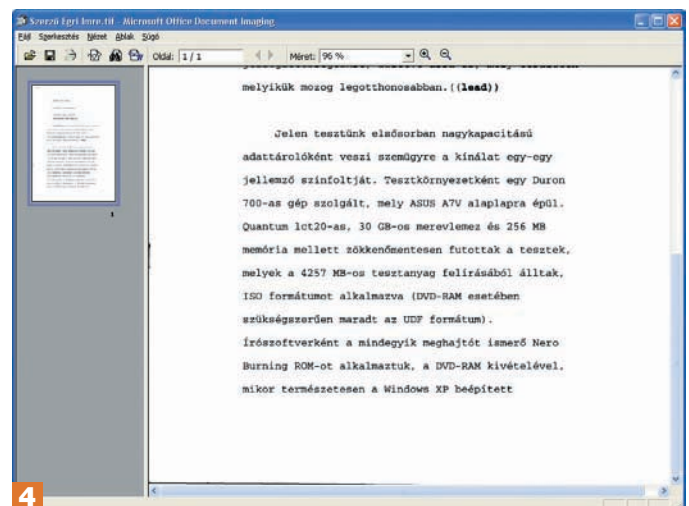 Szerző Égri Imre.tif - Microsoft Office Document Imaging
Fájl Szerkesztés Nézet Ablak Súgó
Oldal: 1/1 Méret: 96 %
melyikük mozog legotthonosabban.((lead))
Jelen tesztünk elsősorban nagykapacitású
adattárolóként veszi szemügyre a kínálat egy-egy
jellemző színfoltját. Tesztkörnyezetként egy Duron
700-as gép szolgált, mely ASUS A7V alaplapra épül.
Quantum lct20-as, 30 GB-os merevlemez és 256 MB
memória mellett zökkenőmentesen futottak a tesztek,
melyek a 4257 MB-os tesztanyag felírásából álltak,
ISO formátumot alkalmazva (DVD-RAM esetében
szükségszerűen maradt az UDF formátum).
Írószoftverként a mindegyik meghajtót ismerő Nero
Burning ROM-ot alkalmaztuk, a DVD-RAM kivételével,
mikor természetesen a Windows XP beépített
1
4